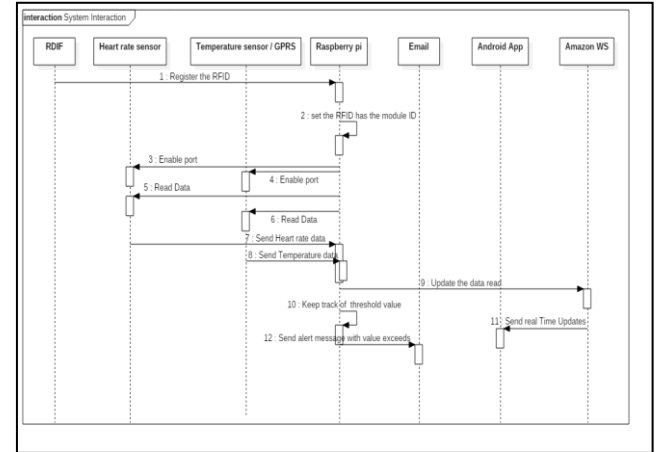 interaction System Interaction
RDIF
Heart rate sensor
Temperature sensor / GPRS
Raspberry pi
Email
Android App
Amazon WS
1 : Register the RFID
2 : set the RFID has the module ID
3 : Enable port
4 : Enable port
5 : Read Data
6 : Read Data
7 : Send Heart rate data
8 : Send Temperature data
9 : Update the data read
10 : Keep track of threshold value
11 : Send real Time Updates
12 : Send alert message with value exceeds